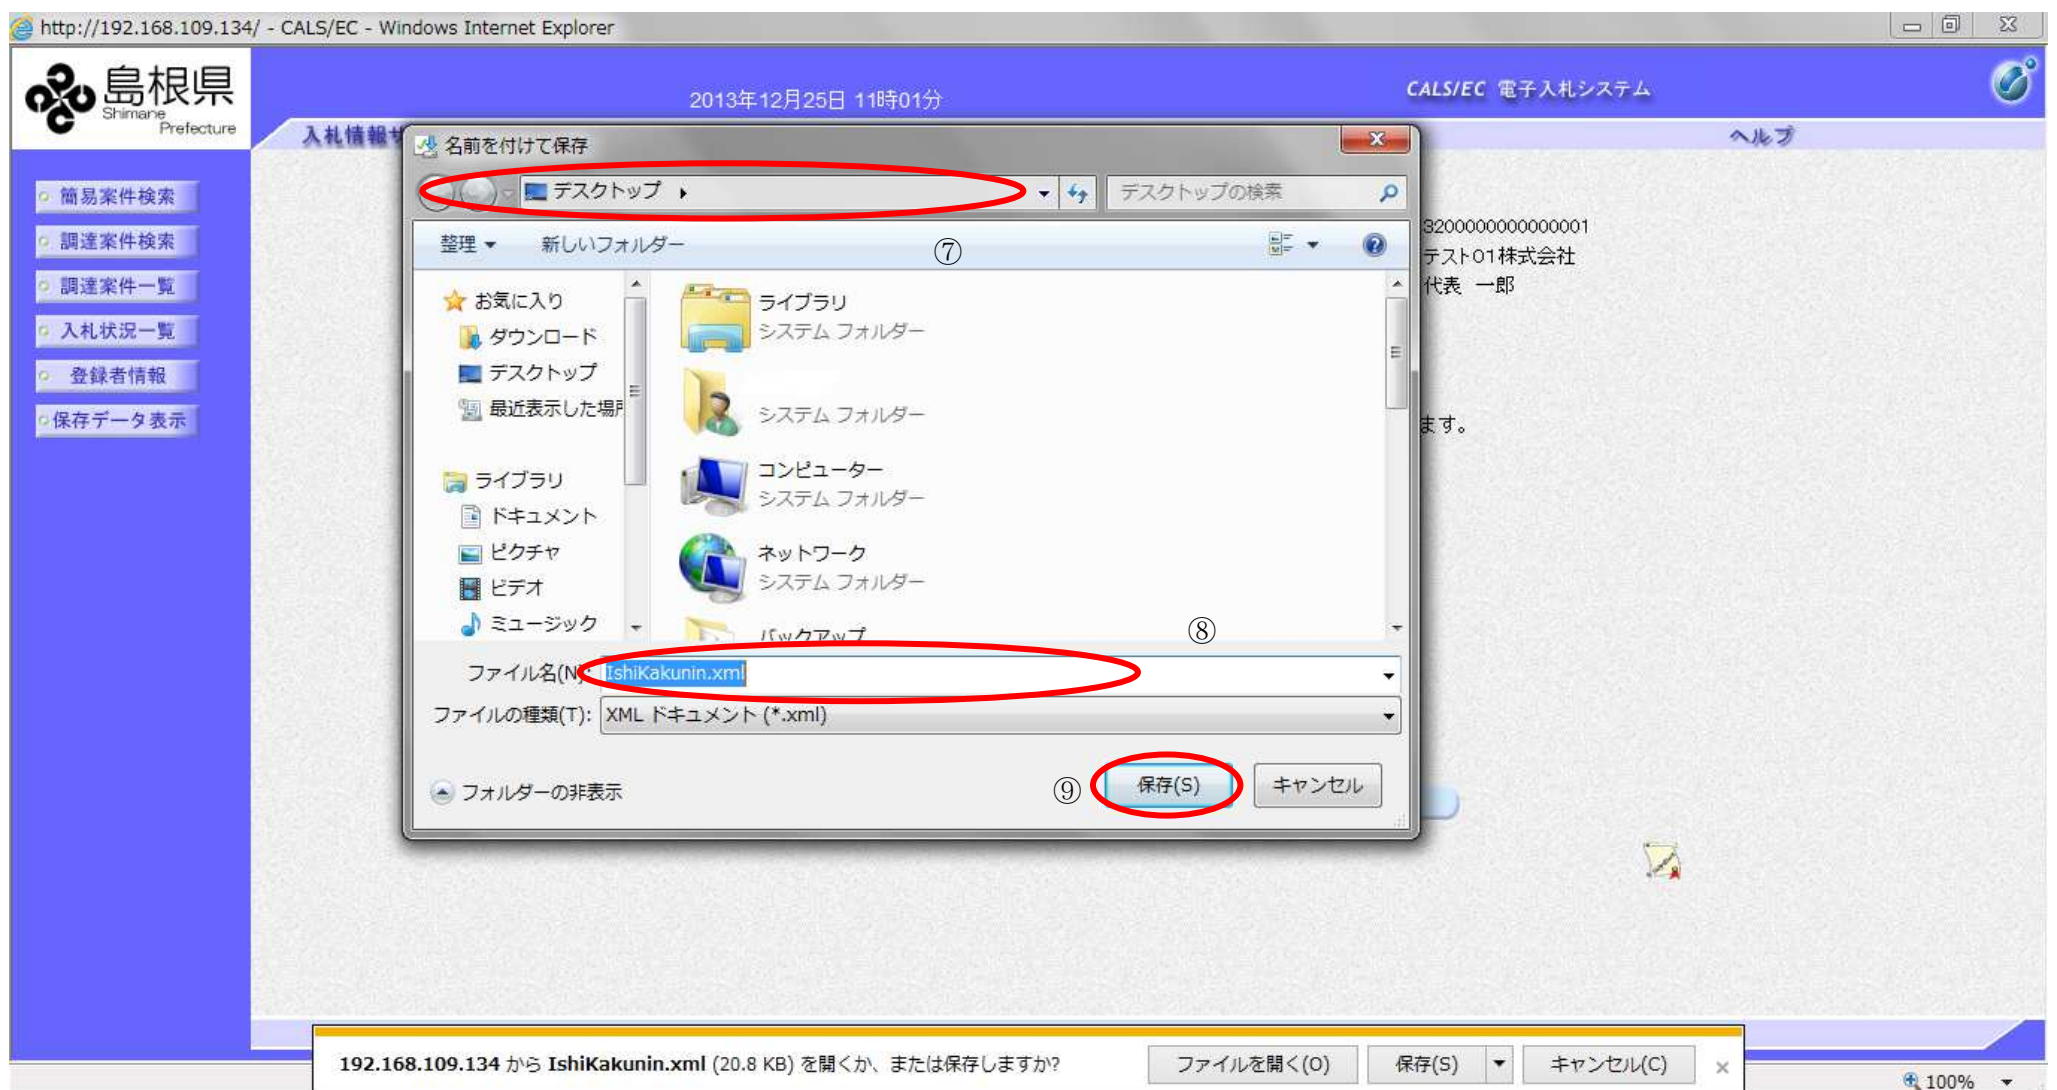 http://192.168.109.134/ - CALS/EC - Windows Internet Explorer
島根県
Shimane
Prefecture
2013年12月25日 11時01分
CALS/EC 電子入札システム
入札情報サ
ヘルプ
簡易案件検索
調達案件検索
調達案件一覧
入札状況一覧
登録者情報
保存データ表示
名前を付けて保存
デスクトップ
デスクトップの検索
整理
新しいフォルダー
⑦
お気に入り
ダウンロード
デスクトップ
最近表示した場所
ライブラリ
ドキュメント
ピクチャ
ビデオ
ミュージック
ライブラリ
システム フォルダー
システム フォルダー
コンピューター
システム フォルダー
ネットワーク
システム フォルダー
バックアップ
⑧
ファイル名(N): IshiKakunin.xml
ファイルの種類(T): XML ドキュメント (*.xml)
フォルダーの非表示
⑨
保存(S)
キャンセル
3200000000000001
テスト01株式会社
代表 一郎
ます。
192.168.109.134 から IshiKakunin.xml (20.8 KB) を開くか、または保存しますか?
ファイルを開く(O)
保存(S)
キャンセル(C)
100%